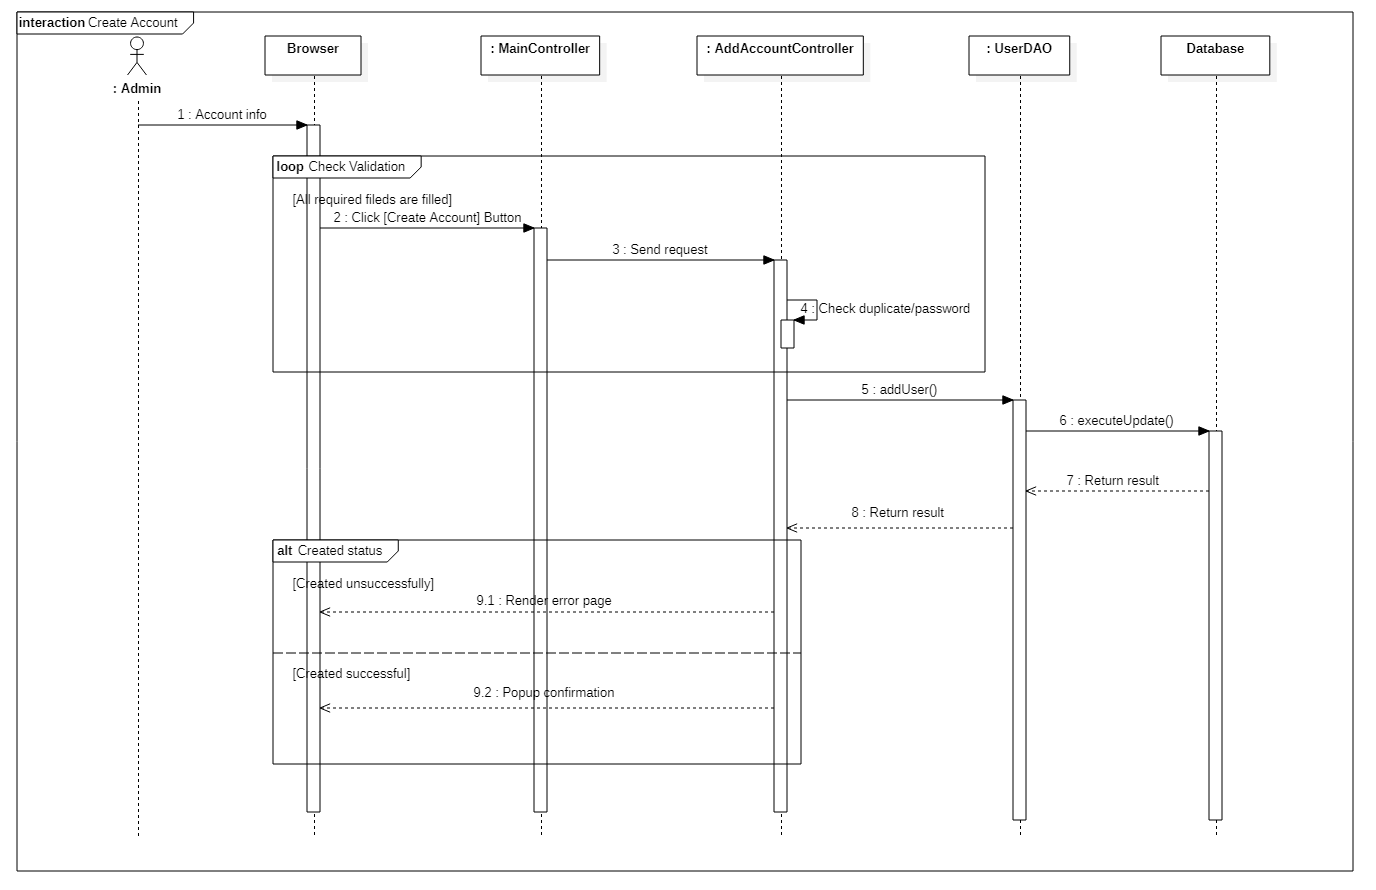 interaction Create Account
Browser
: MainController
: AddAccountController
: UserDAO
Database
: Admin
1 : Account info
loop Check Validation
[All required fileds are filled]
2 : Click [Create Account] Button
3 : Send request
4 : Check duplicate/password
5 : addUser()
6 : executeUpdate()
7 : Return result
8 : Return result
alt Created status
[Created unsuccessfully]
9.1 : Render error page
[Created successful]
9.2 : Popup confirmation